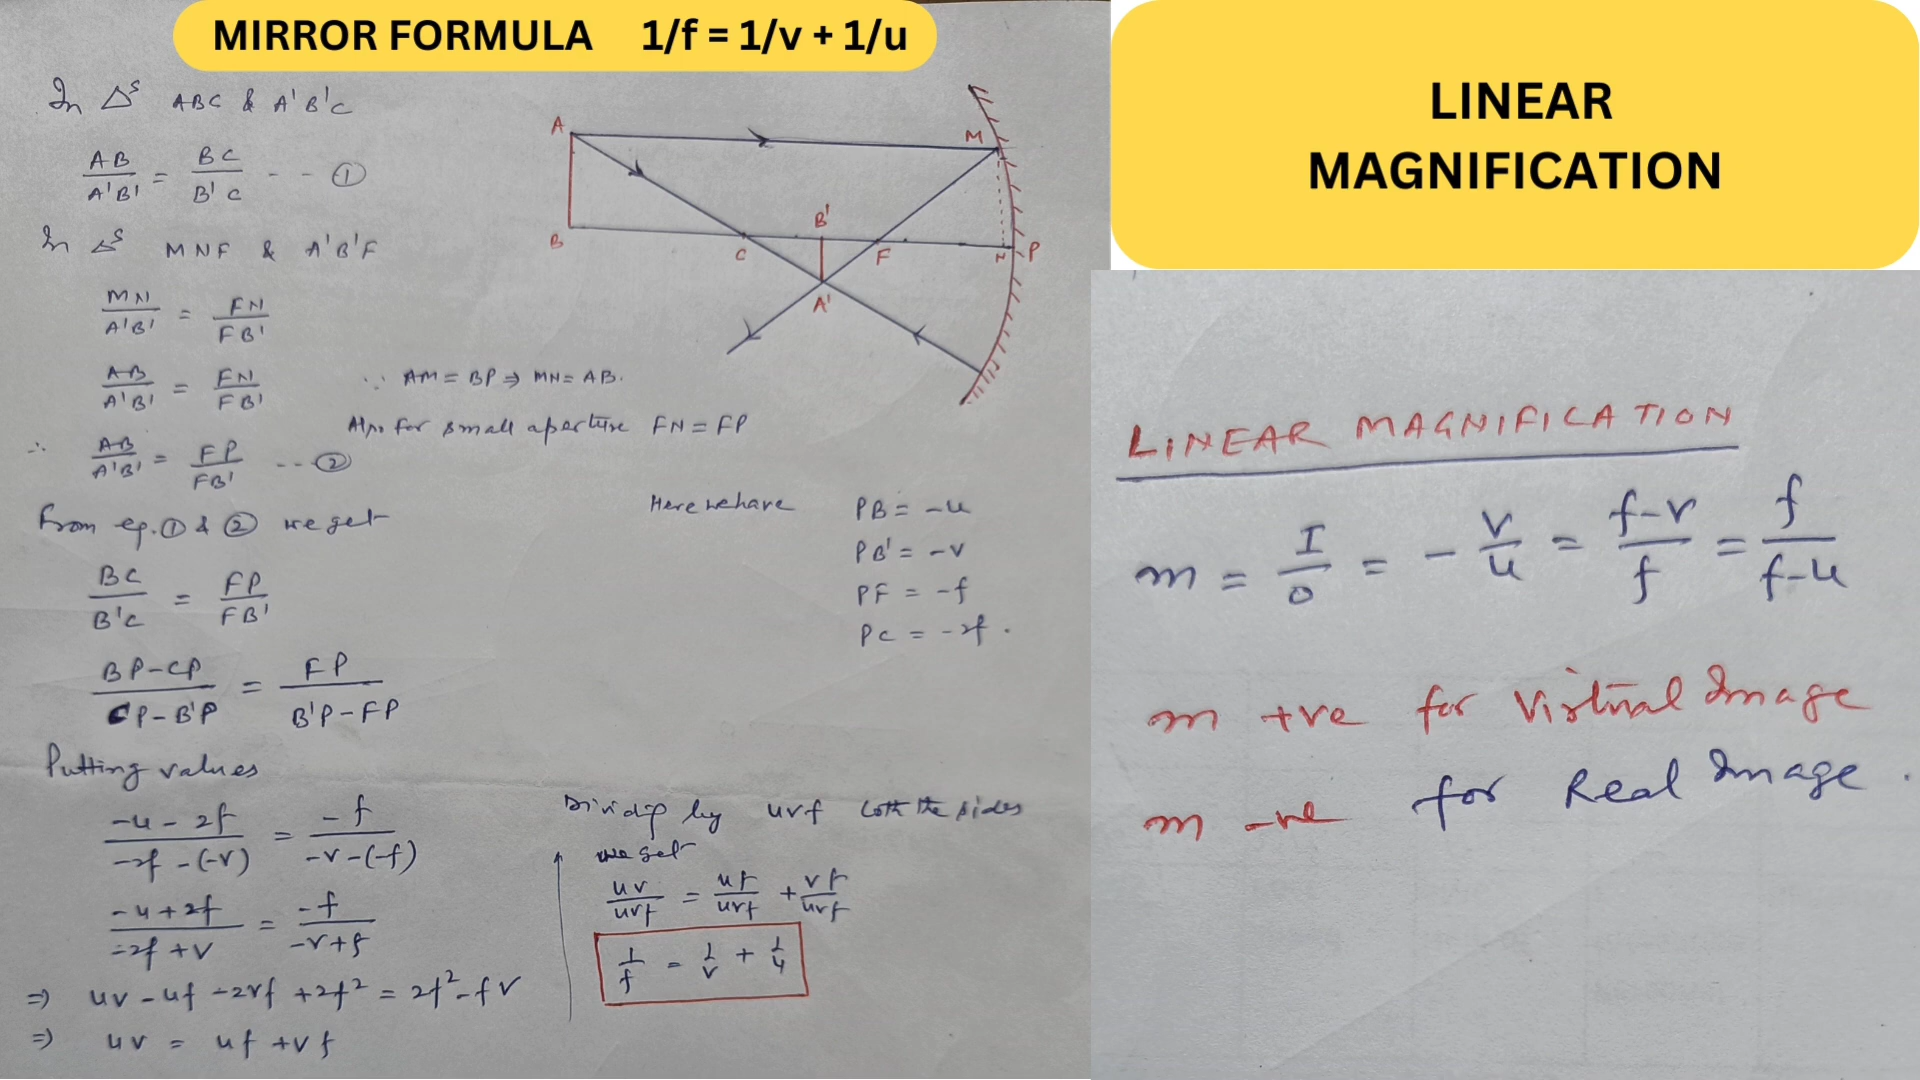 MIRROR FORMULA 1/f = 1/v + 1/u
In Δˢ ABC & A'B'C
AB/A'B' = BC/B'C - - - ①
In Δˢ MNF & A'B'F
MN/A'B' = FN/FB'
AB/A'B' = FN/FB' ∵ AM = BP ⇒ MN = AB.
Also for small aperture FN = FP
∴ AB/A'B' = FP/FB' - - - ②
From eq. ① & ② we get
BC/B'C = FP/FB'
BP-CP/CP-B'P = FP/B'P-FP
Putting values
-u - 2f/-2f -(-v) = -f/-v-(-f)
-u+2f/-2f+v = -f/-v+f
⇒ uv - uf - 2vf + 2f² = 2f² - fv
⇒ uv = uf + vf
A
M
B'
B
C
F
N
P
A'
Here we have PB = -u
PB' = -v
PF = -f
PC = -2f.
Dividing by uvf both the sides
we get
uv/uvf = uf/uvf + vf/uvf
1/f = 1/v + 1/u
LINEAR
MAGNIFICATION
LINEAR MAGNIFICATION
m = I/O = - v/u = f-v/f = f/f-u
m +ve for Virtual Image
m -ve for Real Image.